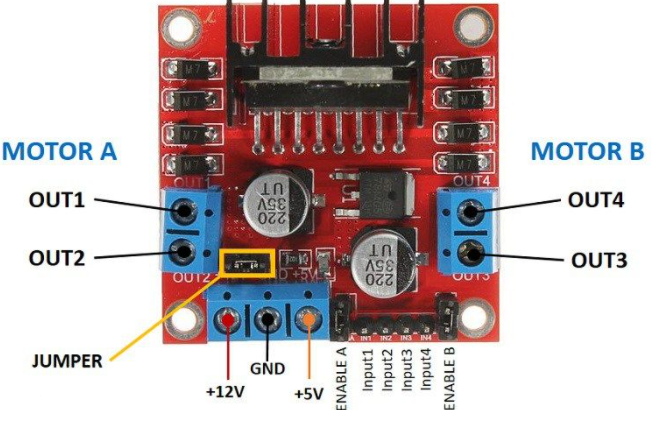 M7
M7
M7
M7
M7
M7
M7
M7
MOTOR A
MOTOR B
OUT1
OUT4
OUT1
OUT4
220
35V
UT
OUT2
OUT3
220
35V
UT
OUT2
+5V
OUT3
JUMPER
+12V
GND
+5V
IN1
IN2
IN3
IN4
ENABLE A
Input1
Input2
Input3
Input4
ENABLE B